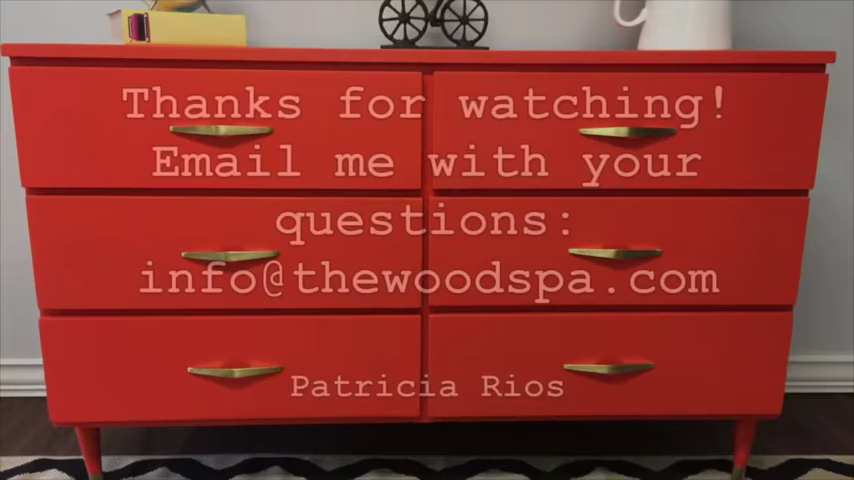 Thanks for watching!
Email me with your
questions:
info@thewoodspa.com
Patricia Rios